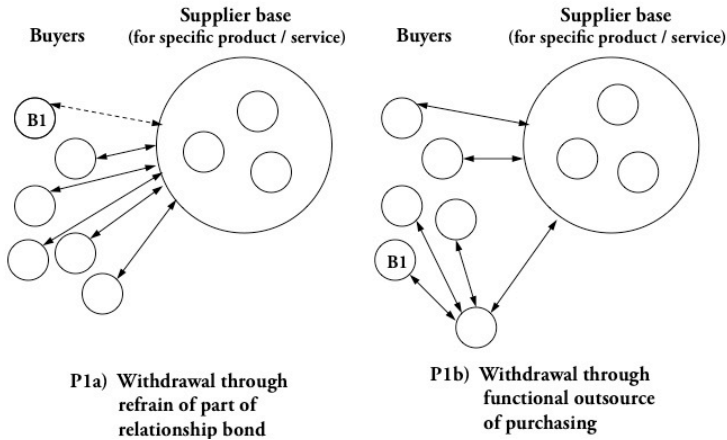 Buyers
Supplier base
(for specific product / service)
B1
P1a) Withdrawal through
refrain of part of
relationship bond
Buyers
Supplier base
(for specific product / service)
B1
P1b) Withdrawal through
functional outsource
of purchasing